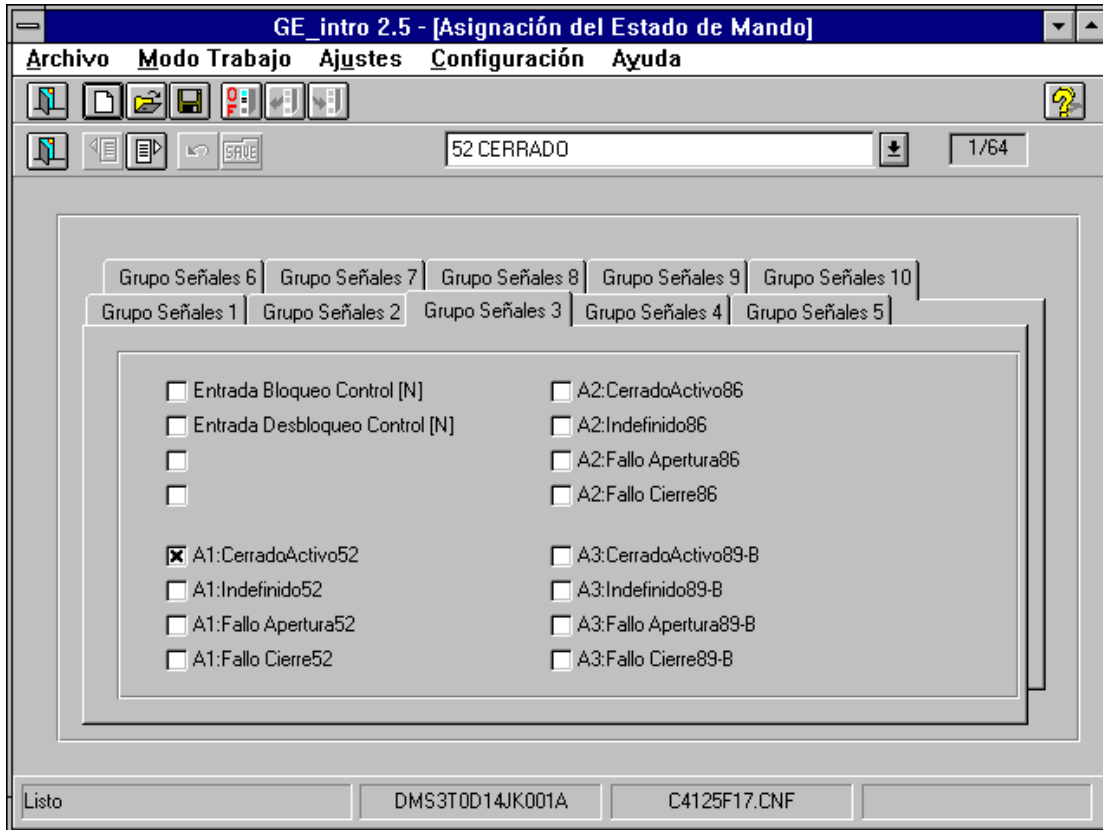 GE_intro 2.5 - [Asignación del Estado de Mando]
Archivo Modo Trabajo Ajustes Configuración Ayuda
OF
SAVE 52 CERRADO 1/64
Grupo Señales 6 Grupo Señales 7 Grupo Señales 8 Grupo Señales 9 Grupo Señales 10
Grupo Señales 1 Grupo Señales 2 Grupo Señales 3 Grupo Señales 4 Grupo Señales 5
Entrada Bloqueo Control [N] A2:CerradoActivo86
Entrada Desbloqueo Control [N] A2:Indefinido86
A2:Fallo Apertura86
A2:Fallo Cierre86
A1:CerradoActivo52 A3:CerradoActivo89-B
A1:Indefinido52 A3:Indefinido89-B
A1:Fallo Apertura52 A3:Fallo Apertura89-B
A1:Fallo Cierre52 A3:Fallo Cierre89-B
Listo DMS3T0D14JK001A C4125F17.CNF